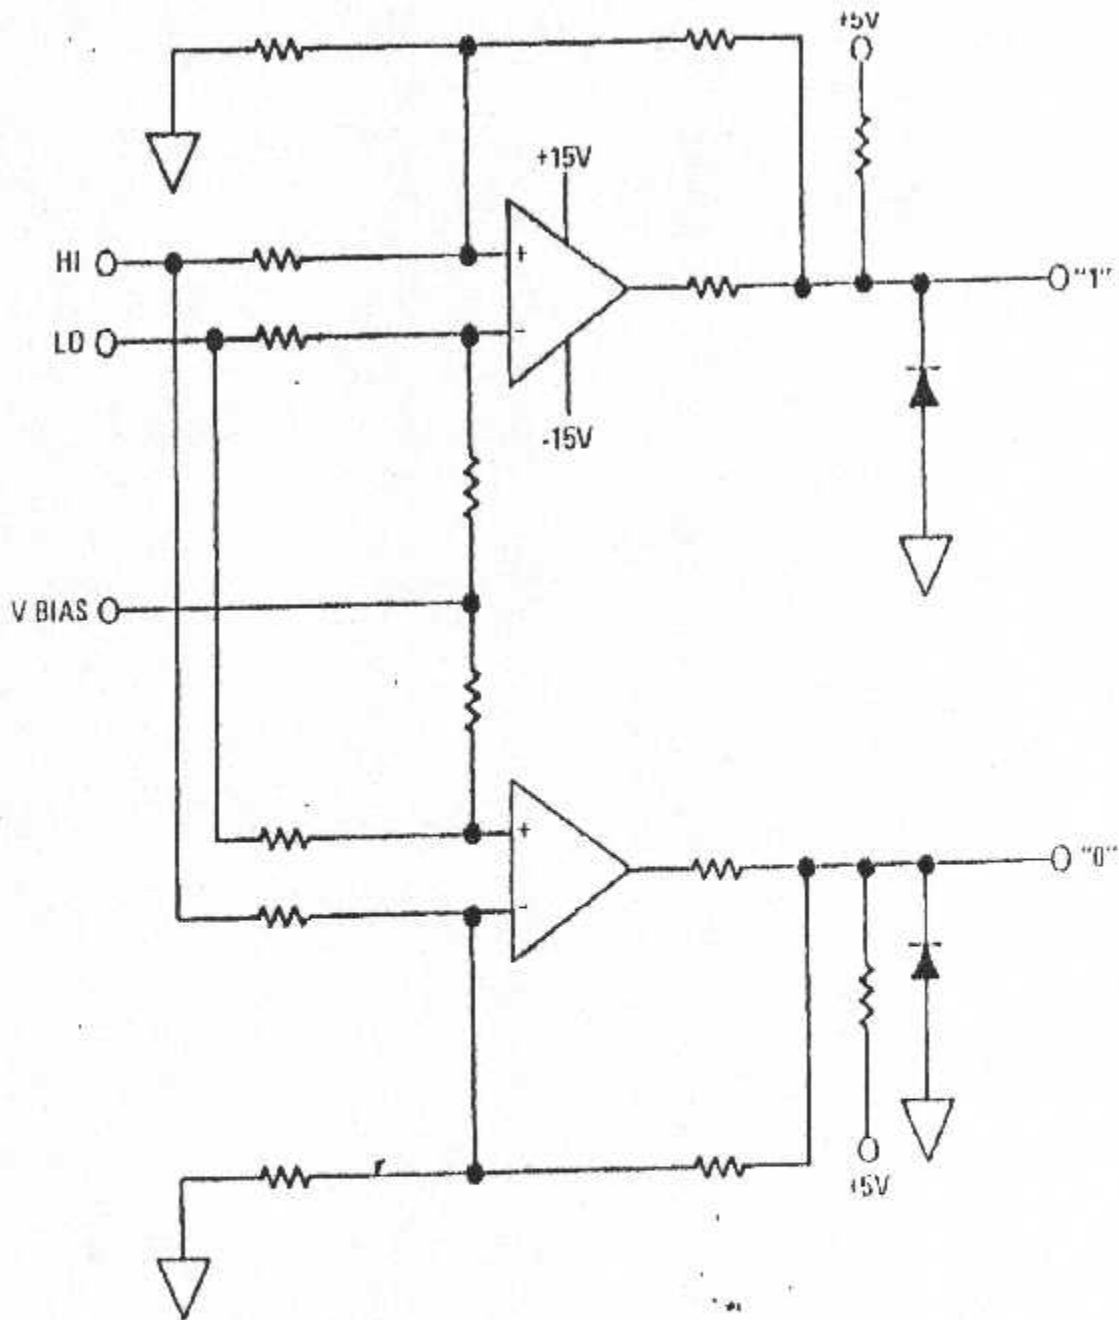 +5V
+15V
HI
+
"1"
LO
-
-15V
V BIAS
+
"0"
-
+5V